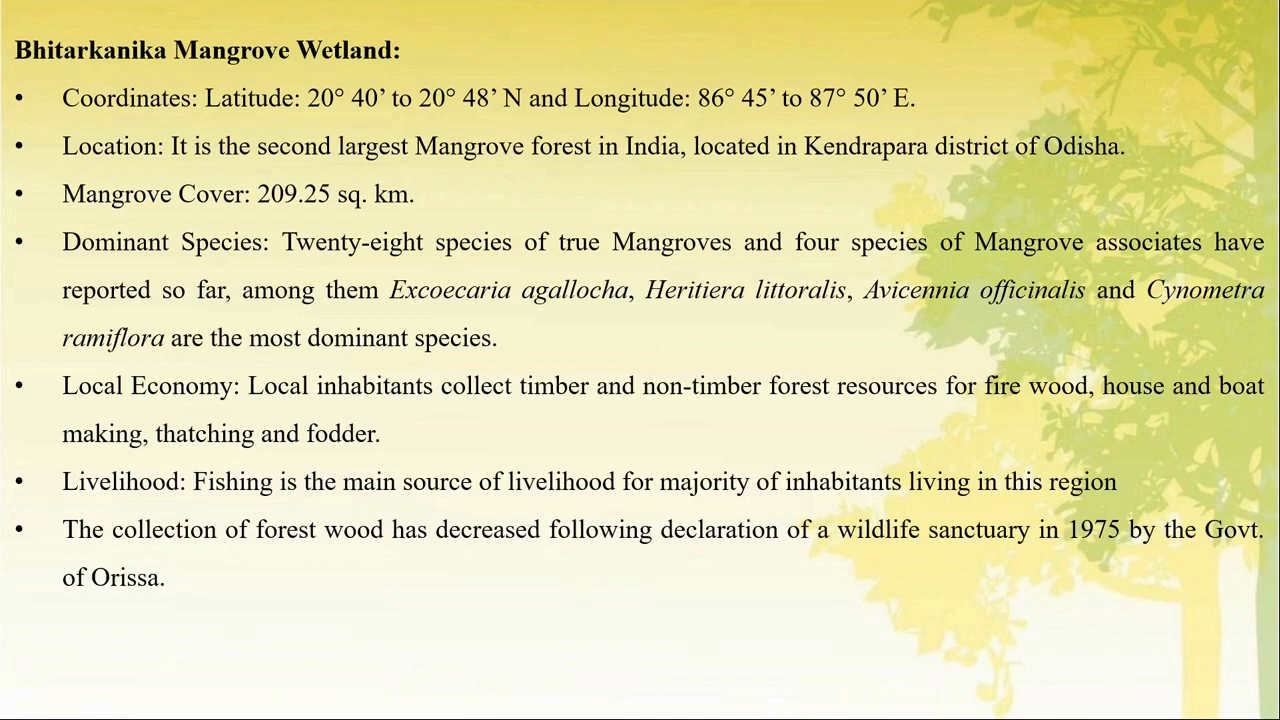 Bhitarkanika Mangrove Wetland:
• Coordinates: Latitude: 20° 40’ to 20° 48’ N and Longitude: 86° 45’ to 87° 50’ E.
• Location: It is the second largest Mangrove forest in India, located in Kendrapara district of Odisha.
• Mangrove Cover: 209.25 sq. km.
• Dominant Species: Twenty-eight species of true Mangroves and four species of Mangrove associates have
reported so far, among them Excoecaria agallocha, Heritiera littoralis, Avicennia officinalis and Cynometra
ramiflora are the most dominant species.
• Local Economy: Local inhabitants collect timber and non-timber forest resources for fire wood, house and boat
making, thatching and fodder.
• Livelihood: Fishing is the main source of livelihood for majority of inhabitants living in this region
• The collection of forest wood has decreased following declaration of a wildlife sanctuary in 1975 by the Govt.
of Orissa.